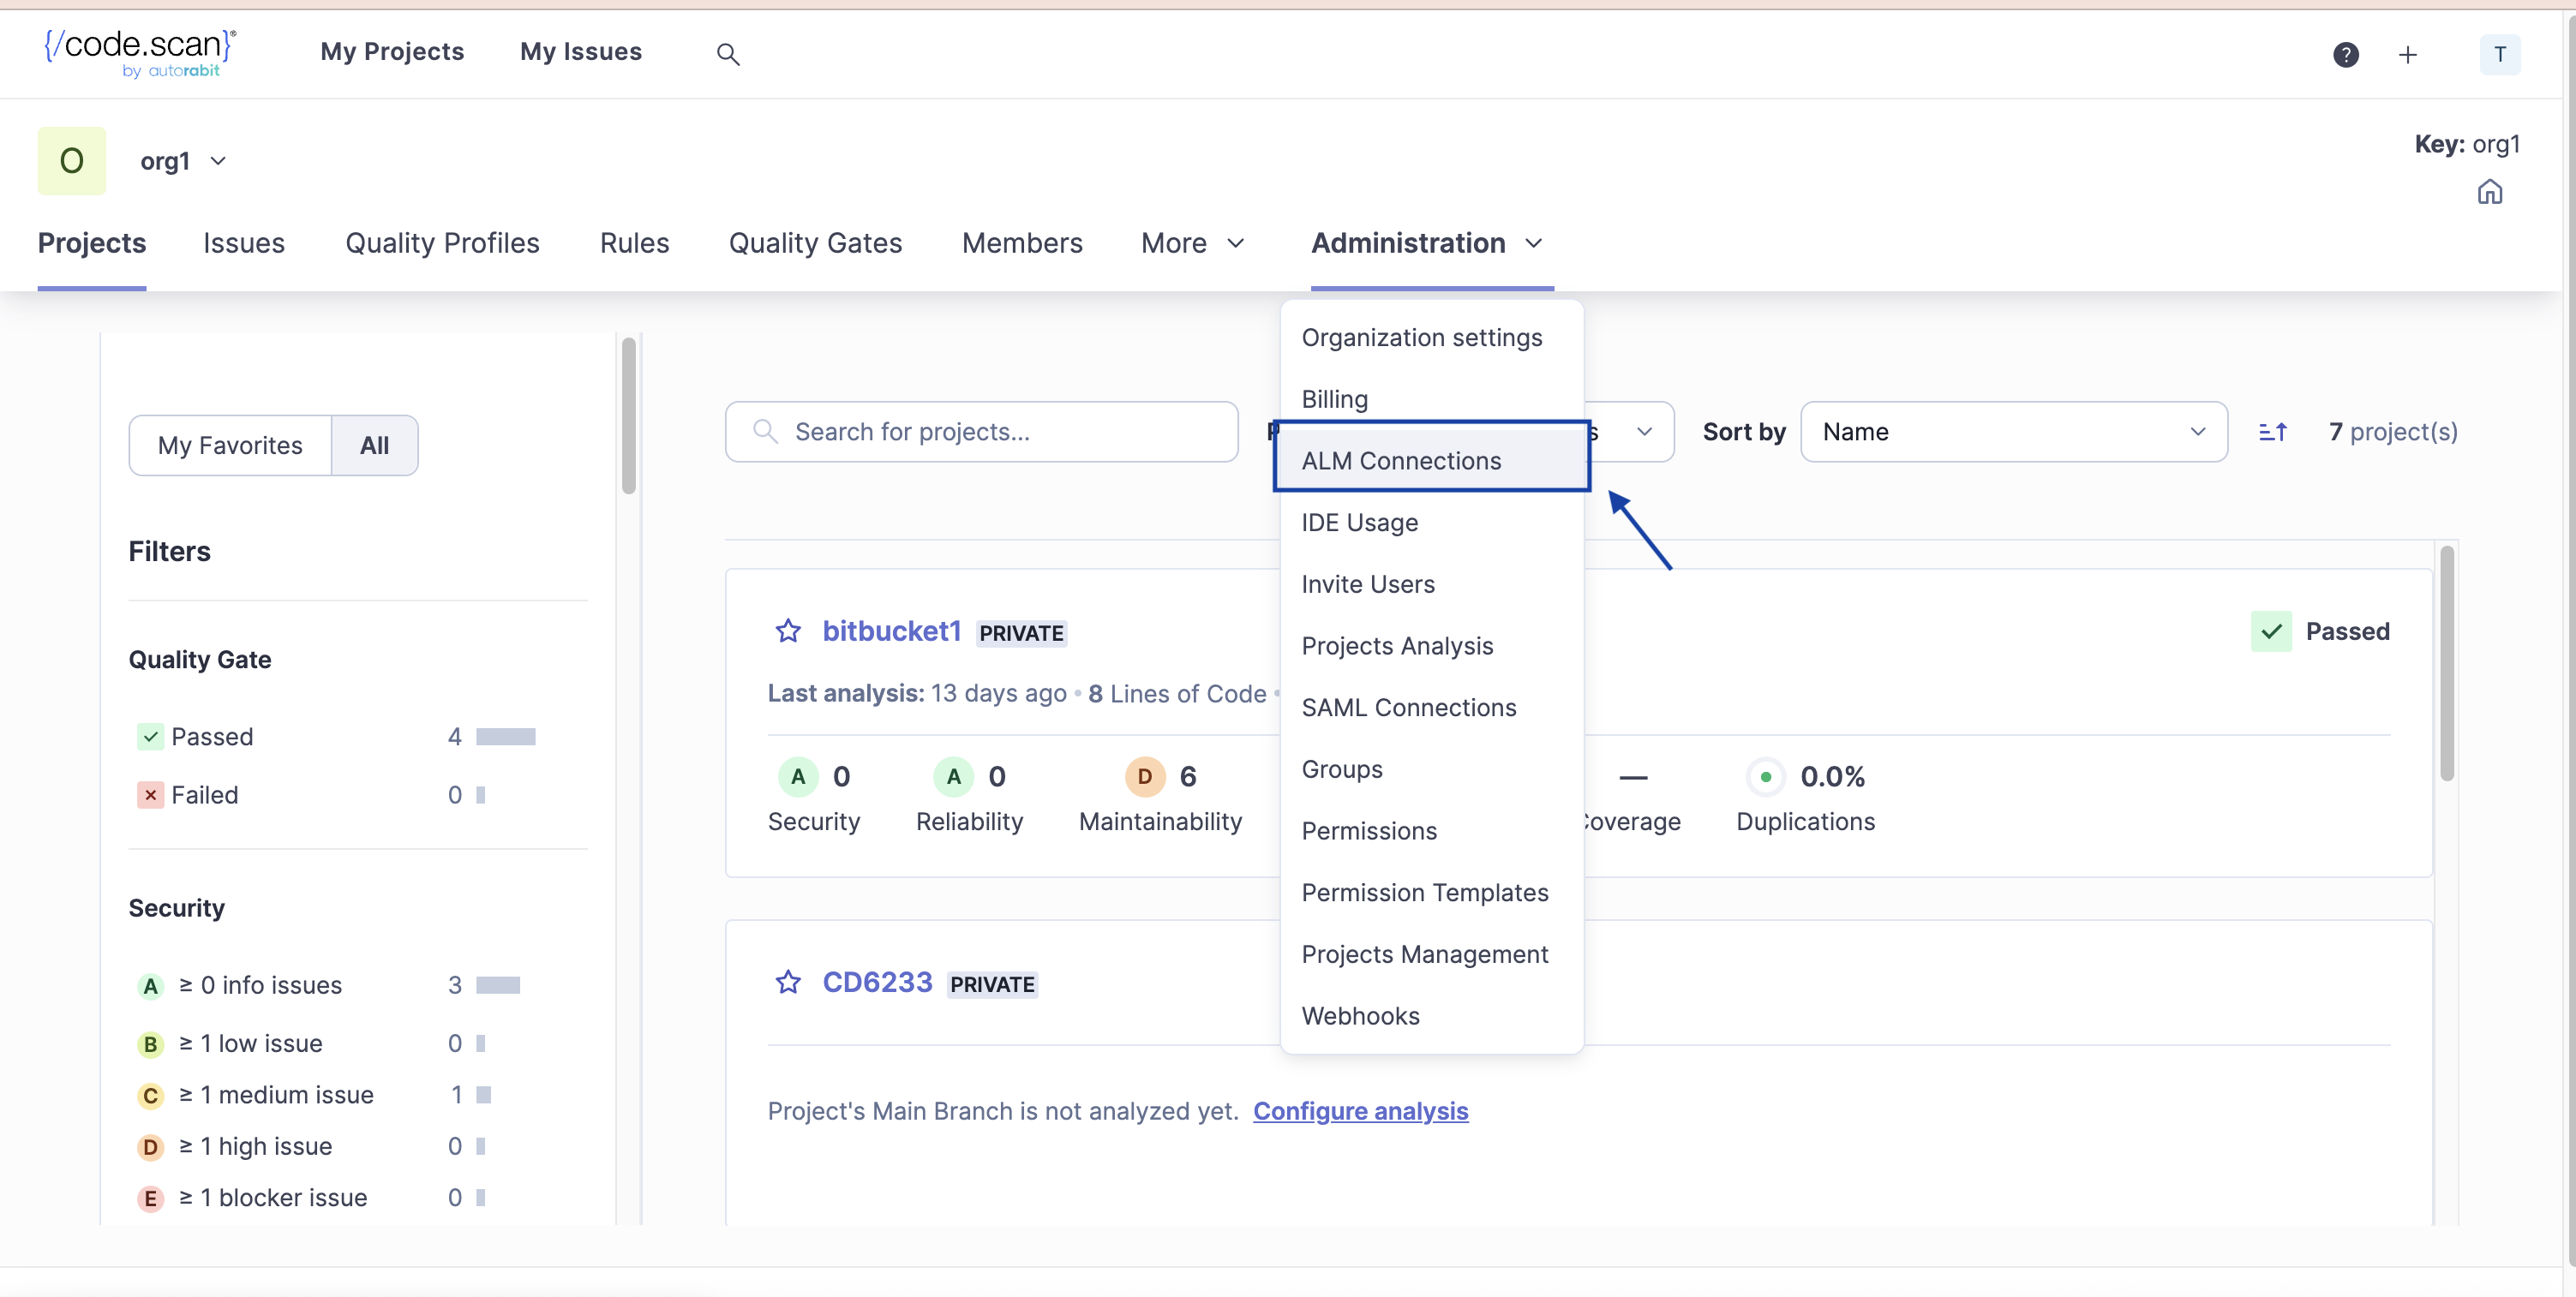 {/code.scan}®
by autorabit
My Projects
My Issues
?
+
T
O
org1
Key: org1
Projects
Issues
Quality Profiles
Rules
Quality Gates
Members
More
Administration
Organization settings
Billing
ALM Connections
IDE Usage
Invite Users
Projects Analysis
SAML Connections
Groups
Permissions
Permission Templates
Projects Management
Webhooks
My Favorites
All
Filters
Quality Gate
Passed 4
Failed 0
Security
A ≥ 0 info issues 3
B ≥ 1 low issue 0
C ≥ 1 medium issue 1
D ≥ 1 high issue 0
E ≥ 1 blocker issue 0
Search for projects...
Sort by
Name
7 project(s)
bitbucket1 PRIVATE
Passed
Last analysis: 13 days ago • 8 Lines of Code •
A 0
Security
A 0
Reliability
D 6
Maintainability
—
Coverage
0.0%
Duplications
CD6233 PRIVATE
Project's Main Branch is not analyzed yet. Configure analysis